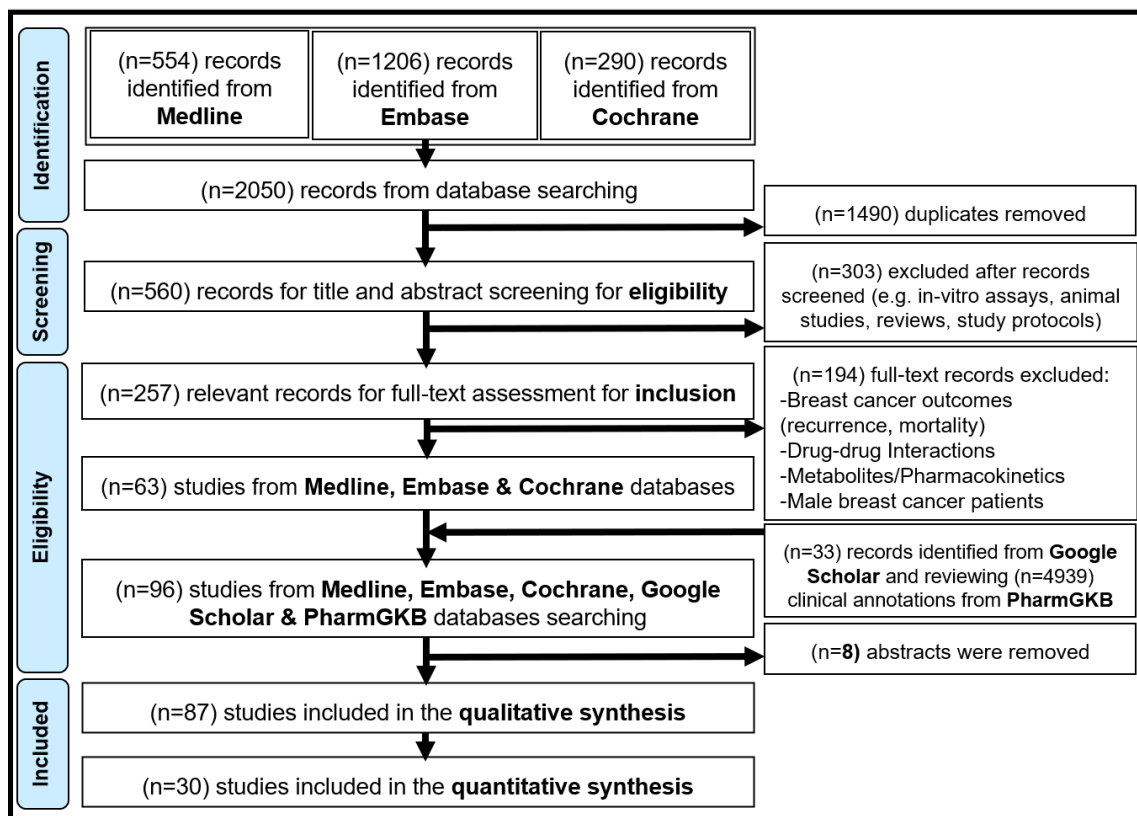 Identification
(n=554) records
identified from
Medline
(n=1206) records
identified from
Embase
(n=290) records
identified from
Cochrane
(n=2050) records from database searching
(n=1490) duplicates removed
Screening
(n=560) records for title and abstract screening for eligibility
(n=303) excluded after records
screened (e.g. in-vitro assays, animal
studies, reviews, study protocols)
Eligibility
(n=257) relevant records for full-text assessment for inclusion
(n=194) full-text records excluded:
-Breast cancer outcomes
(recurrence, mortality)
-Drug-drug Interactions
-Metabolites/Pharmacokinetics
-Male breast cancer patients
(n=63) studies from Medline, Embase & Cochrane databases
(n=33) records identified from Google
Scholar and reviewing (n=4939)
clinical annotations from PharmGKB
(n=96) studies from Medline, Embase, Cochrane, Google
Scholar & PharmGKB databases searching
(n=8) abstracts were removed
Included
(n=87) studies included in the qualitative synthesis
(n=30) studies included in the quantitative synthesis